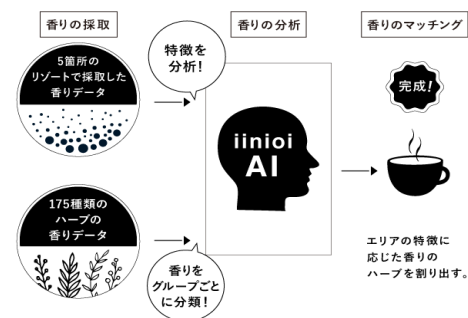 香りの採取
5箇所の
リゾートで採取した
香りデータ
175種類の
ハーブの
香りデータ
特徴を
分析!
香りを
グループごと
に分類!
香りの分析
iinioi
AI
香りのマッチング
完成!
エリアの特徴に
応じた香りの
ハーブを割り出す。